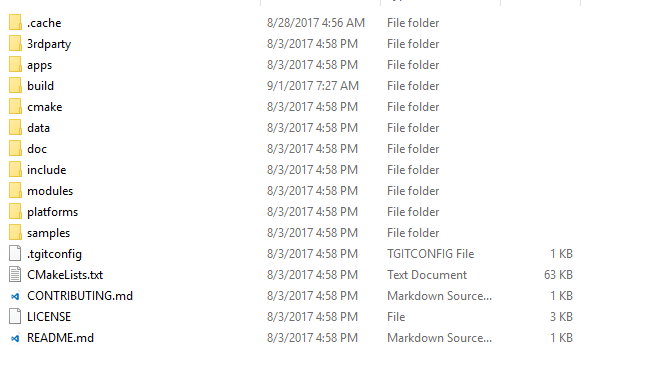 .cache 8/28/2017 4:56 AM File folder
3rdparty 8/3/2017 4:58 PM File folder
apps 8/3/2017 4:58 PM File folder
build 9/1/2017 7:27 AM File folder
cmake 8/3/2017 4:58 PM File folder
data 8/3/2017 4:58 PM File folder
doc 8/3/2017 4:58 PM File folder
include 8/3/2017 4:58 PM File folder
modules 8/3/2017 4:58 PM File folder
platforms 8/3/2017 4:58 PM File folder
samples 8/3/2017 4:58 PM File folder
.tgitconfig 8/3/2017 4:58 PM TGITCONFIG File 1 KB
CMakeLists.txt 8/3/2017 4:58 PM Text Document 63 KB
CONTRIBUTING.md 8/3/2017 4:58 PM Markdown Source... 1 KB
LICENSE 8/3/2017 4:58 PM File 3 KB
README.md 8/3/2017 4:58 PM Markdown Source... 1 KB